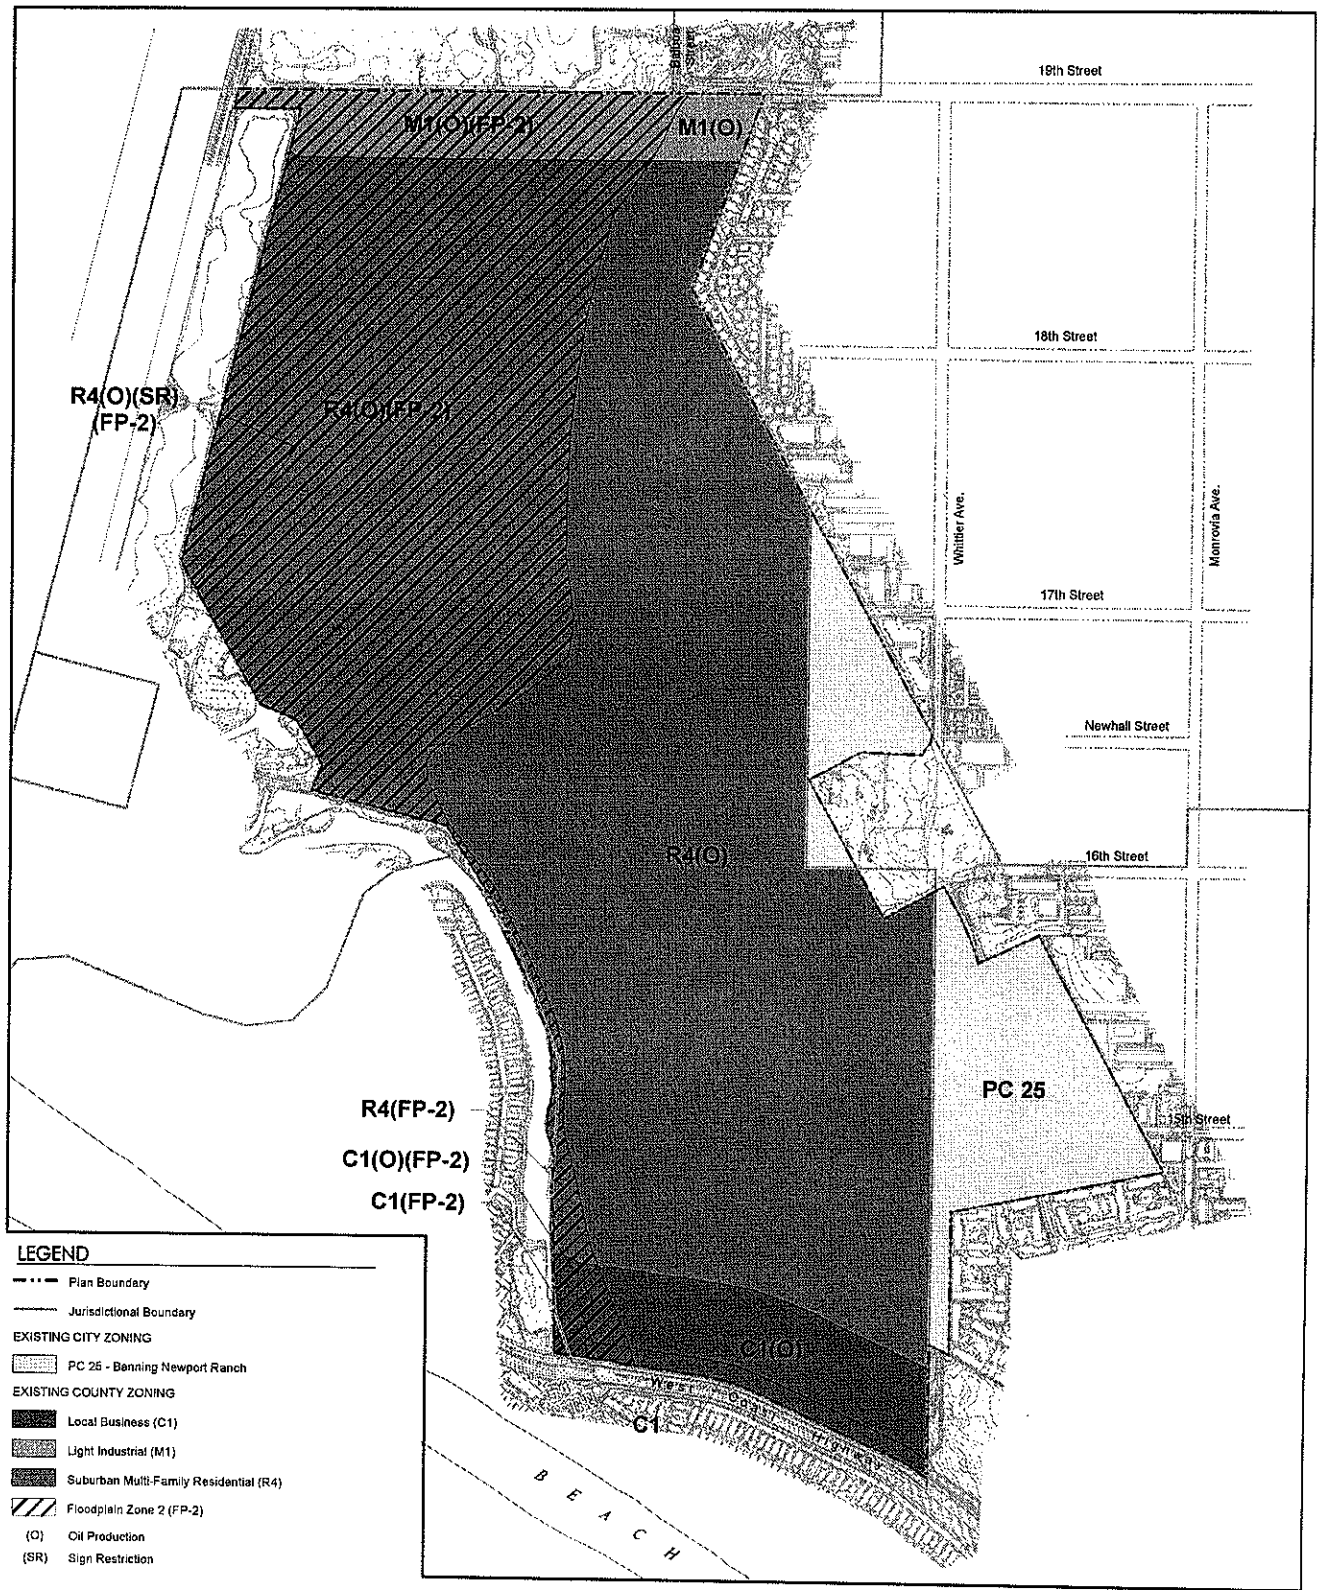 19th Street
M1(O)(FP-2)
M1(O)
18th Street
R4(O)(SR)
(FP-2)
R4(O)(FP-2)
Whittier Ave.
Monrovia Ave.
17th Street
Newhall Street
R4(O)
16th Street
PC 25
R4(FP-2)
15th Street
C1(O)(FP-2)
C1(FP-2)
C1(O)
West Coast Highway
C1
BEACH
LEGEND
Plan Boundary
Jurisdictional Boundary
EXISTING CITY ZONING
PC 25 - Banning Newport Ranch
EXISTING COUNTY ZONING
Local Business (C1)
Light Industrial (M1)
Suburban Multi-Family Residential (R4)
Floodplain Zone 2 (FP-2)
(O) Oil Production
(SR) Sign Restriction